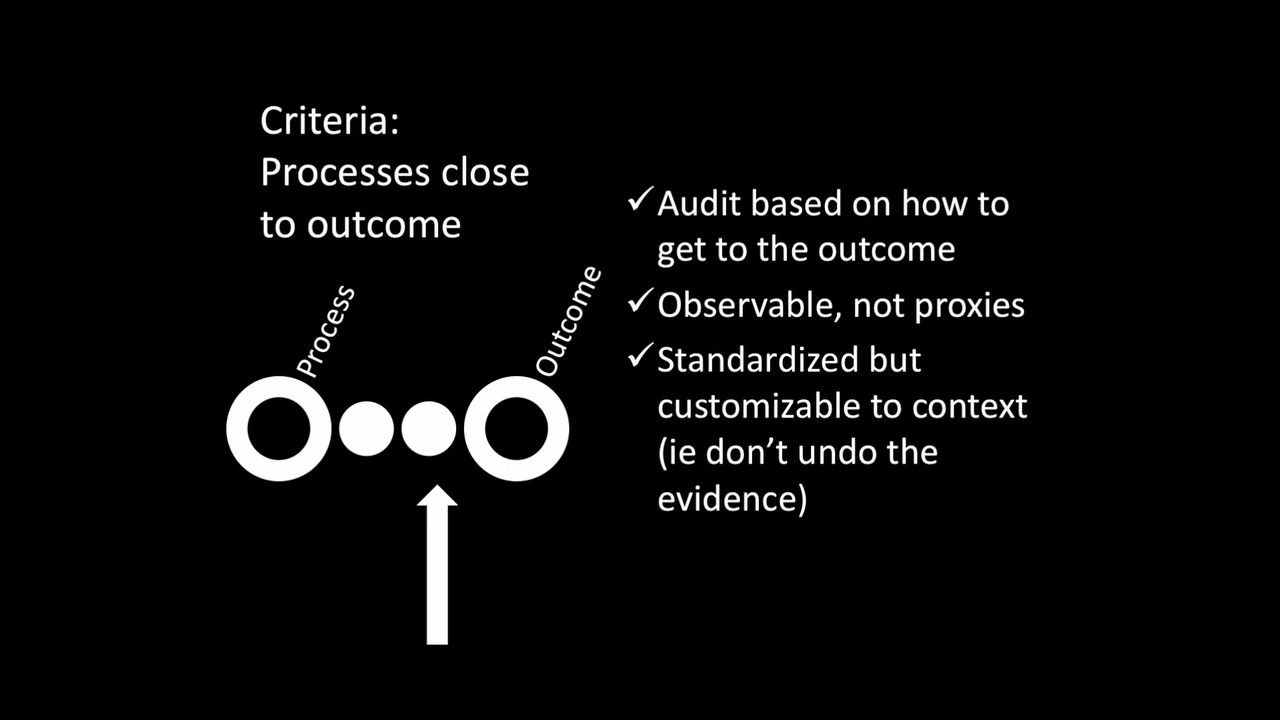 Criteria:
Processes close
to outcome
Process
Outcome
✓Audit based on how to
get to the outcome
✓Observable, not proxies
✓Standardized but
customizable to context
(ie don’t undo the
evidence)